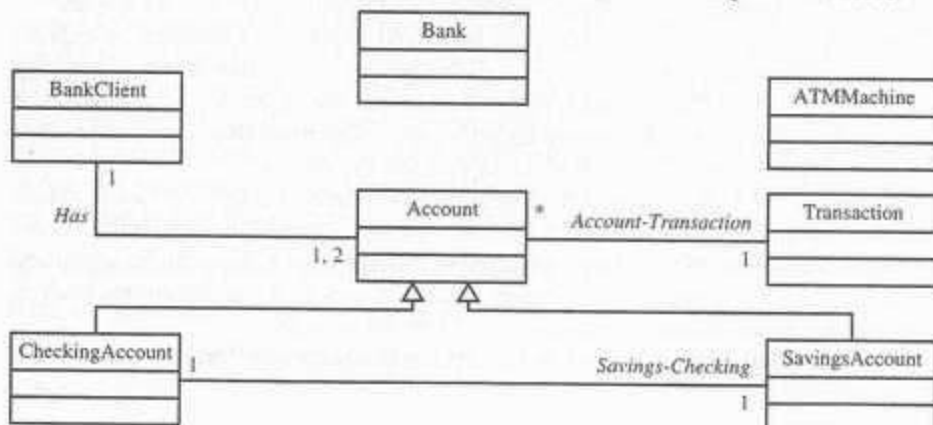 Bank
BankClient
ATMMachine
1
Has
Account
*
Account-Transaction
Transaction
1, 2
1
CheckingAccount
1
Savings-Checking
SavingsAccount
1